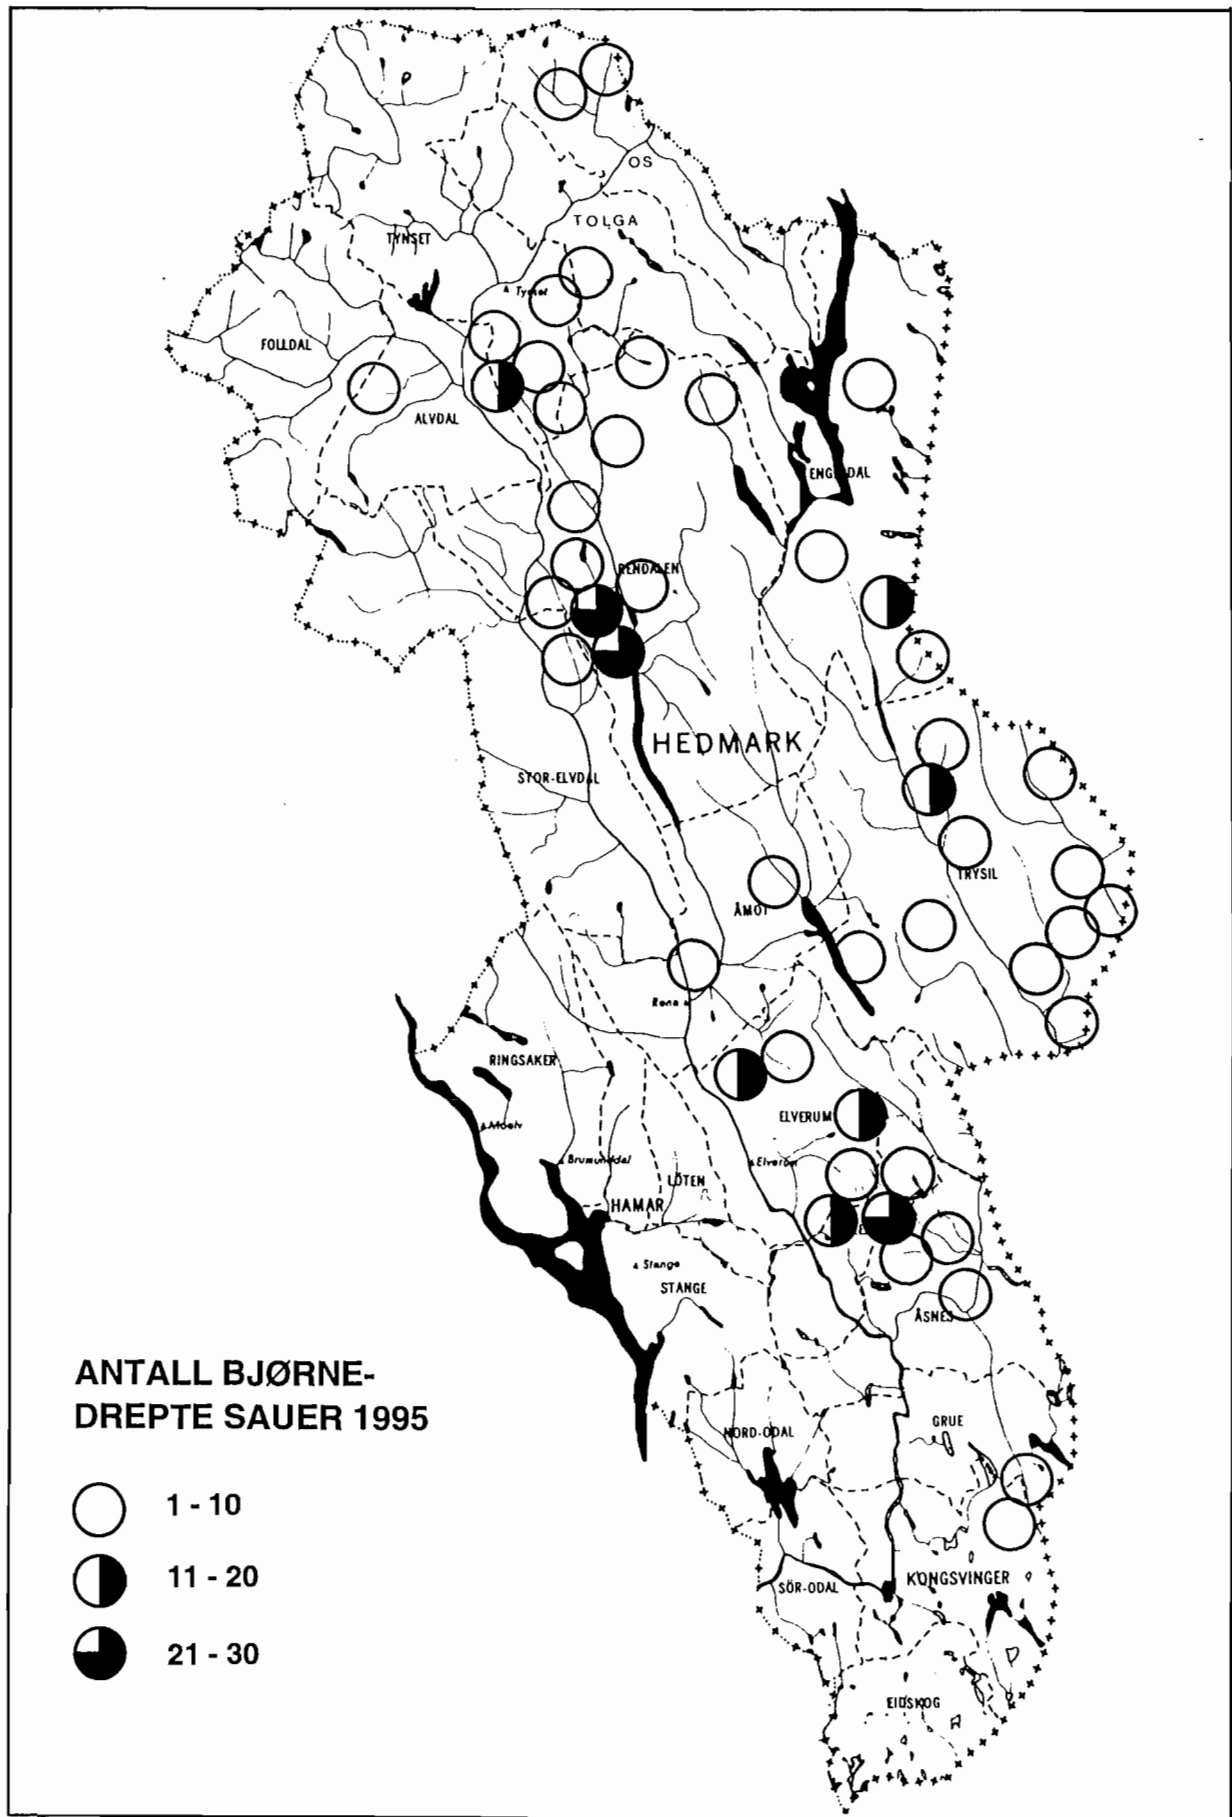 OS
TOLGA
TYNSET
Tynset
FOLLDAL
ALVDAL
ENGERDAL
RENDALEN
HEDMARK
STOR-ELVDAL
TRYSIL
ÅMOT
Rena
RINGSAKER
Moelv
ELVERUM
Brumunddal
Elverum
LÖTEN
HAMAR
Stange
STANGE
ÅSNES
ANTALL BJØRNE-
DREPTE SAUER 1995
GRUE
NORD-ODAL
1 - 10
11 - 20
KONGSVINGER
SÖR-ODAL
21 - 30
EIDSKOG